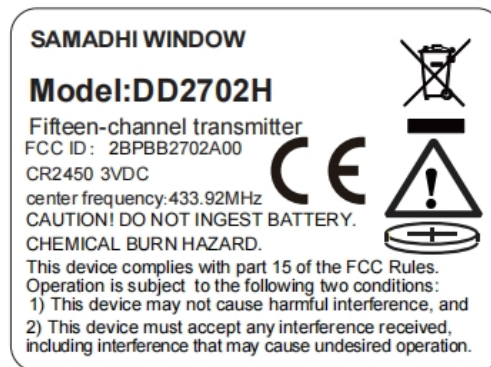 SAMADHI WINDOW
Model:DD2702H
Fifteen-channel transmitter
FCC ID： 2BPBB2702A00
CR2450 3VDC
center frequency:433.92MHz
CAUTION! DO NOT INGEST BATTERY.
CHEMICAL BURN HAZARD.
This device complies with part 15 of the FCC Rules.
Operation is subject to the following two conditions:
1) This device may not cause harmful interference, and
2) This device must accept any interference received,
including interference that may cause undesired operation.
CE